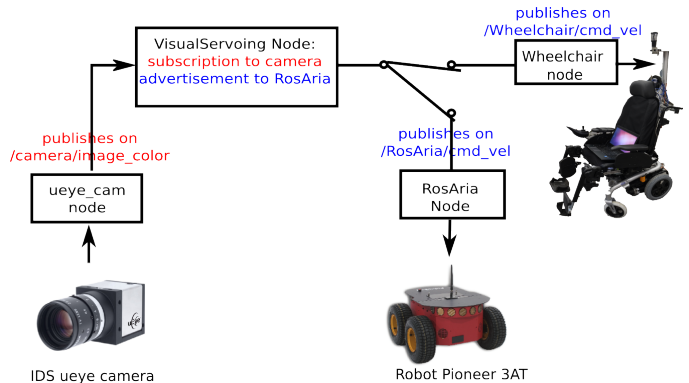 publishes on
/Wheelchair/cmd_vel
VisualServoing Node:
subscription to camera
advertisement to RosAria
Wheelchair
node
publishes on
/camera/image_color
publishes on
/RosAria/cmd_vel
ueye_cam
node
RosAria
Node
IDS ueye camera
Robot Pioneer 3AT